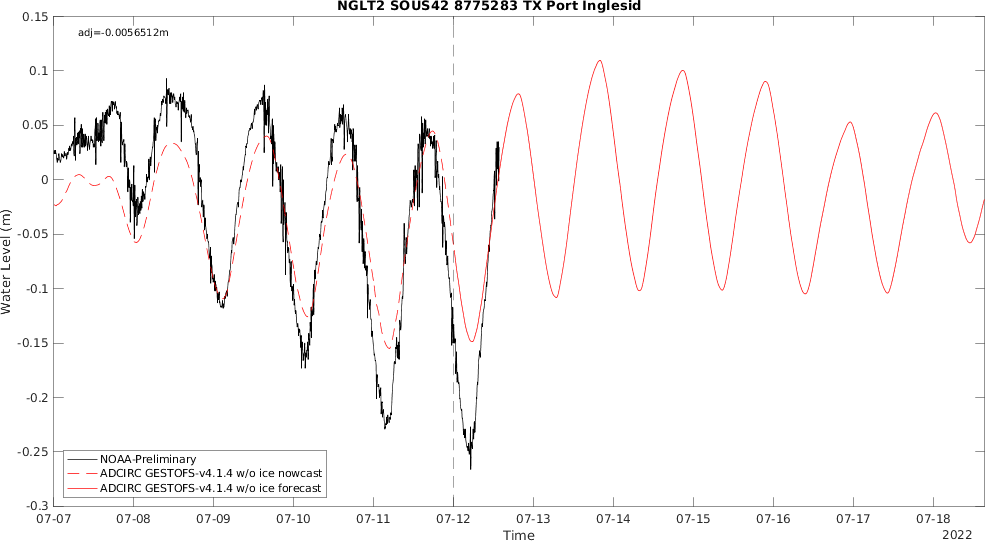 NGLT2 SOUS42 8775283 TX Port Inglesid
adj=-0.0056512m
0.15
0.1
0.05
0
-0.05
-0.1
-0.15
-0.2
-0.25
-0.3
Water Level (m)
NOAA-Preliminary
ADCIRC GESTOFS-v4.1.4 w/o ice nowcast
ADCIRC GESTOFS-v4.1.4 w/o ice forecast
07-07 07-08 07-09 07-10 07-11 07-12 07-13 07-14 07-15 07-16 07-17 07-18
Time
2022